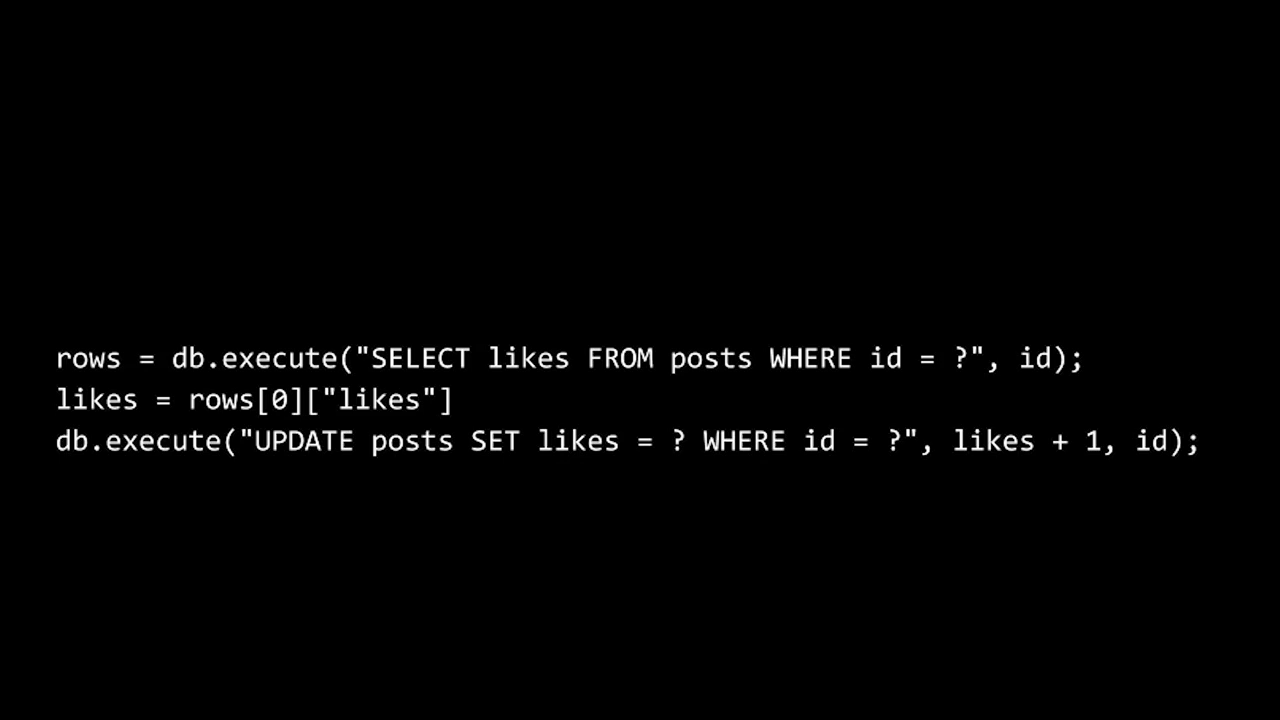 rows = db.execute("SELECT likes FROM posts WHERE id = ?", id);
likes = rows[0]["likes"]
db.execute("UPDATE posts SET likes = ? WHERE id = ?", likes + 1, id);